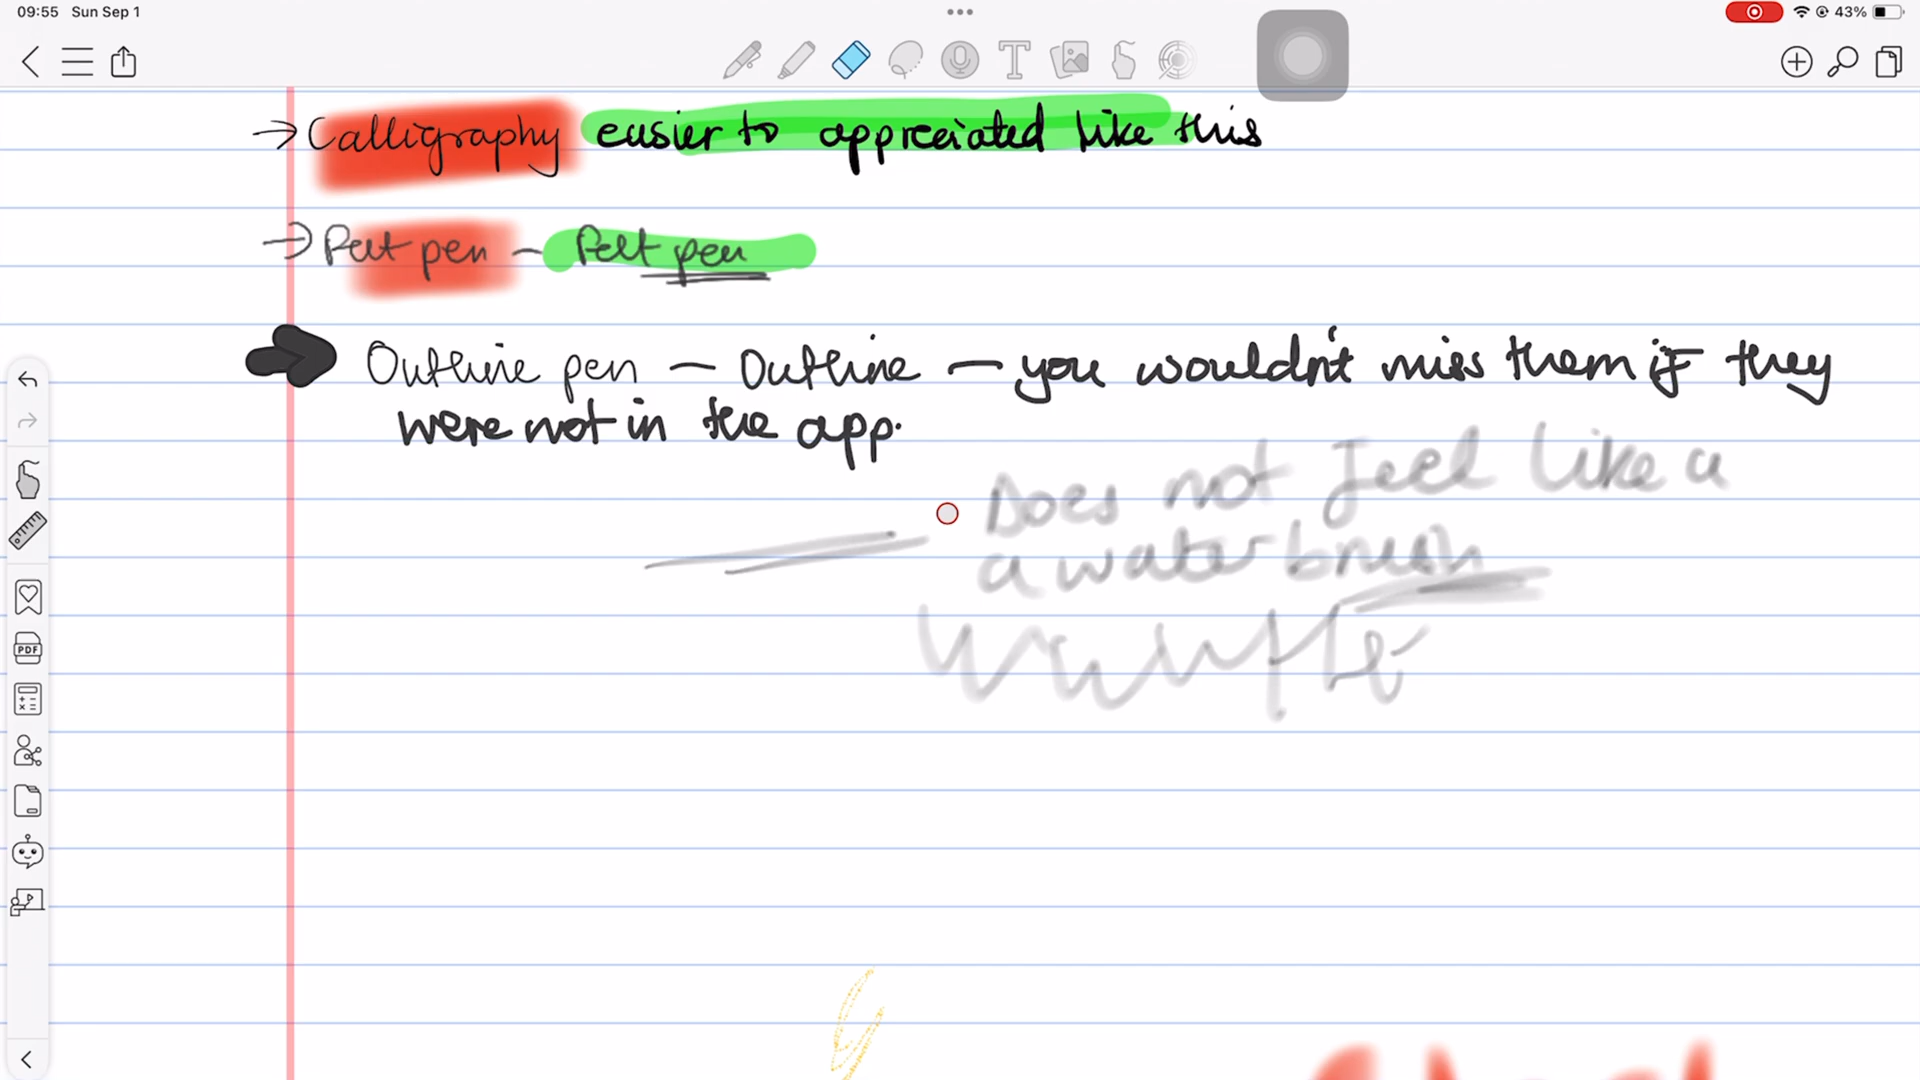 09:55 Sun Sep 1
43%
T
→ Calligraphy easier to appreciated like this
→ Felt pen — Felt pen
Outline pen — Outline — you wouldn't miss them if they
were not in the app.
Does not feel like a
a water brush
PDF